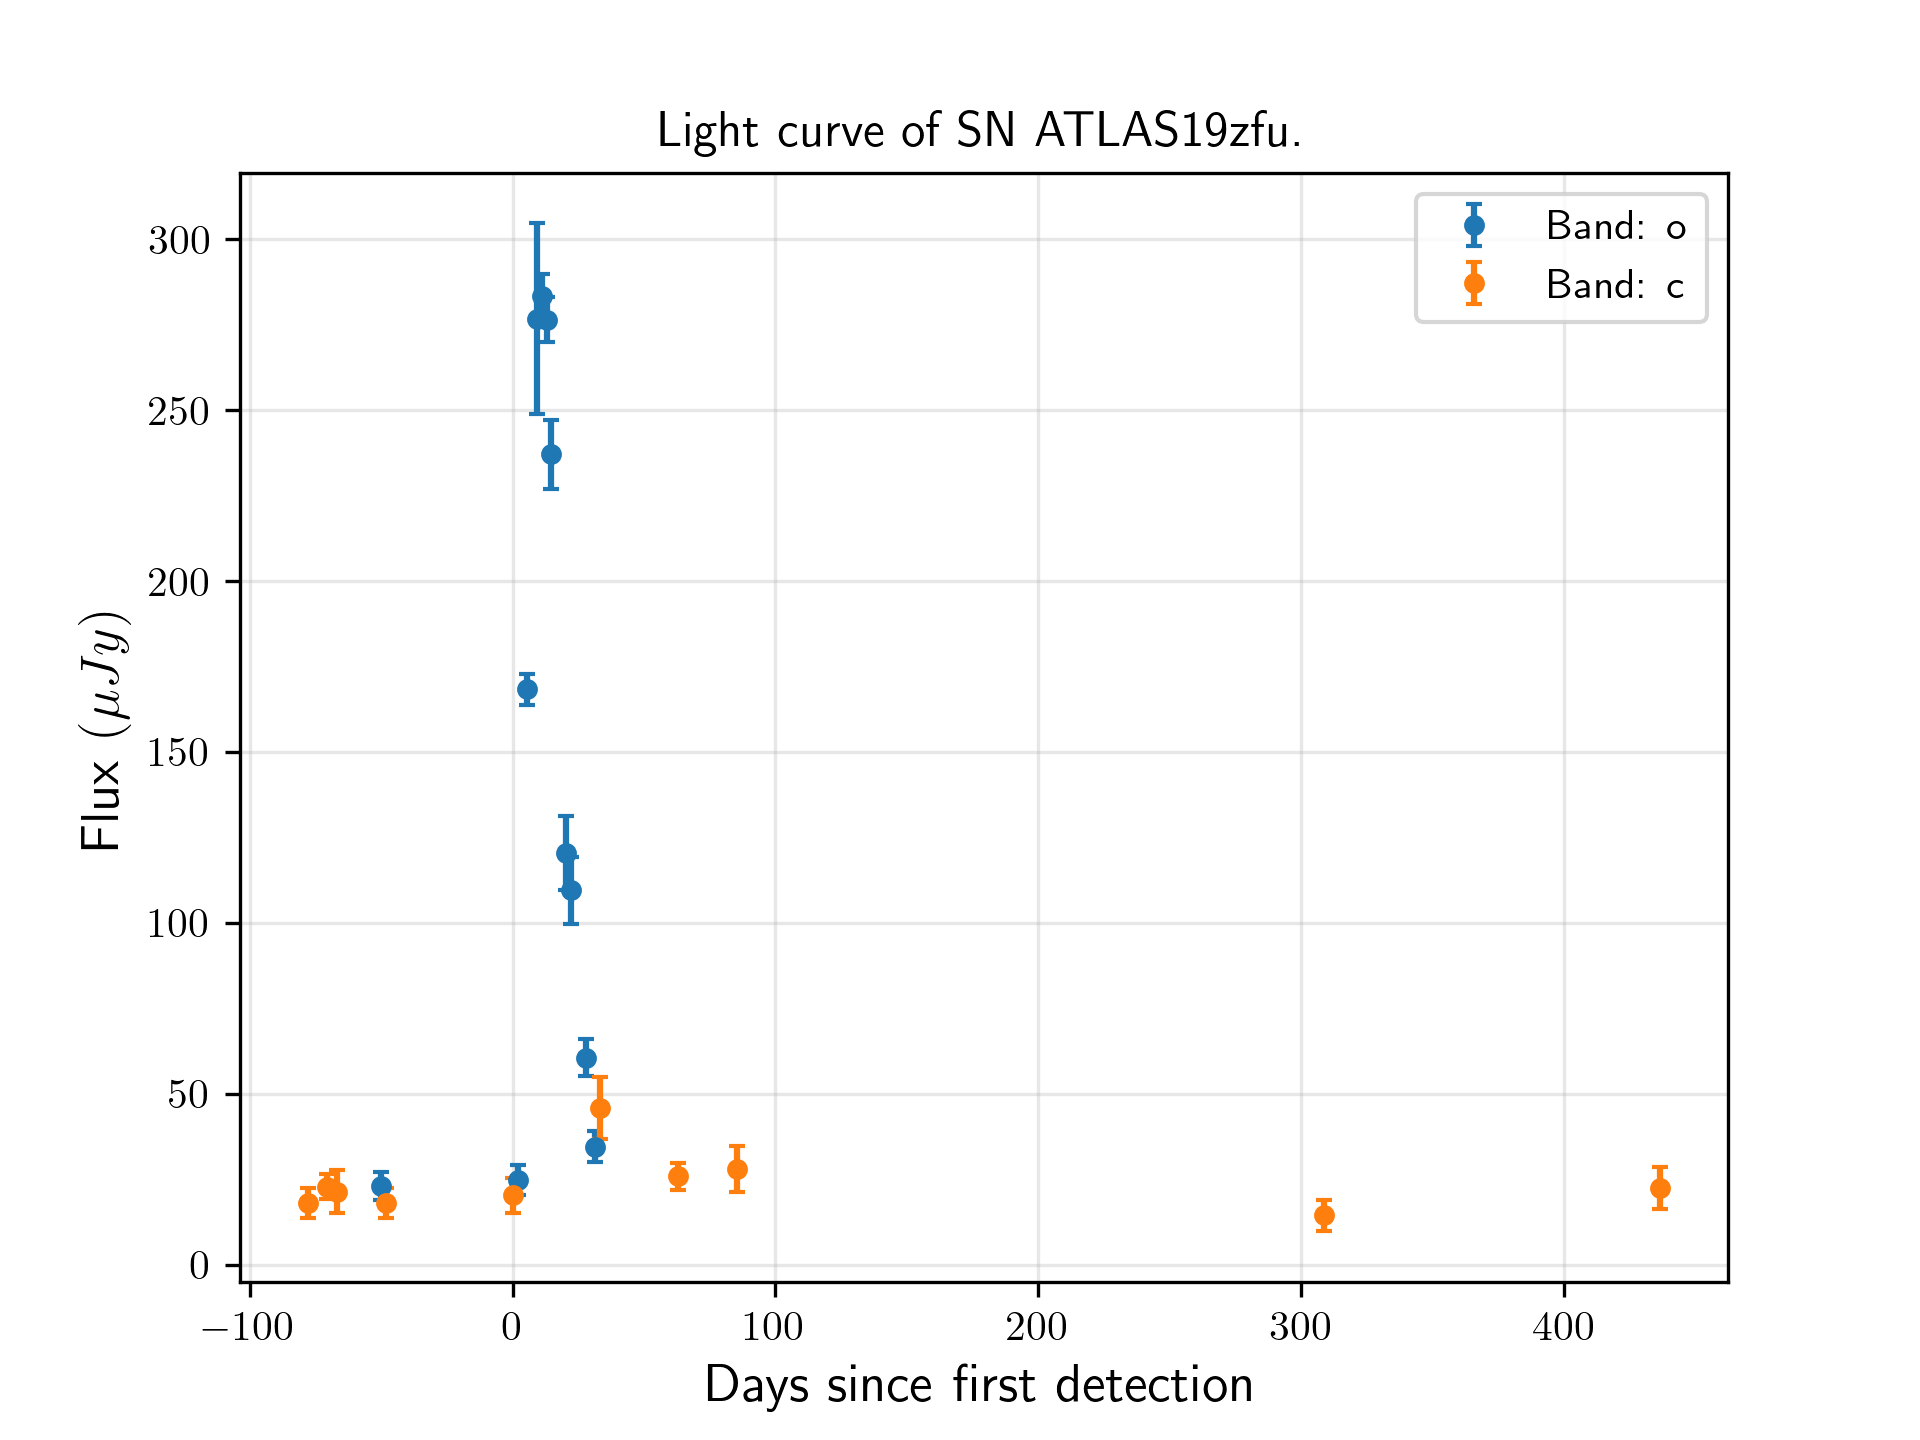 Light curve of SN ATLAS19zfu.
Band: o
Band: c
300
250
200
150
100
50
0
Flux (μJy)
−100 0 100 200 300 400
Days since first detection